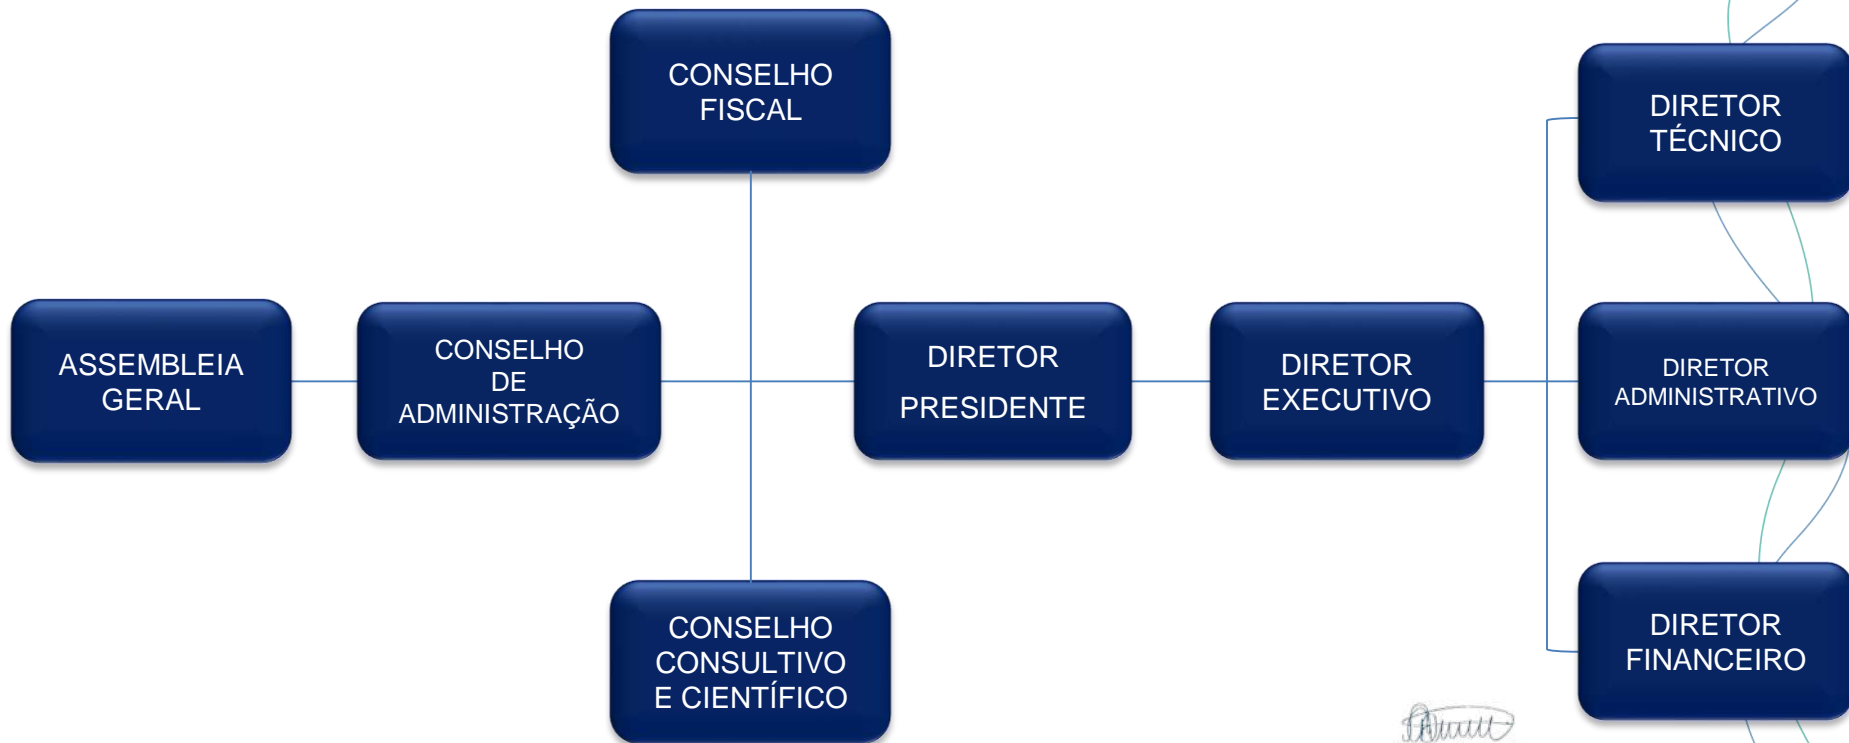 CONSELHO
FISCAL
DIRETOR
TÉCNICO
ASSEMBLEIA
GERAL
CONSELHO
DE
ADMINISTRAÇÃO
DIRETOR
PRESIDENTE
DIRETOR
EXECUTIVO
DIRETOR
ADMINISTRATIVO
CONSELHO
CONSULTIVO
E CIENTÍFICO
DIRETOR
FINANCEIRO